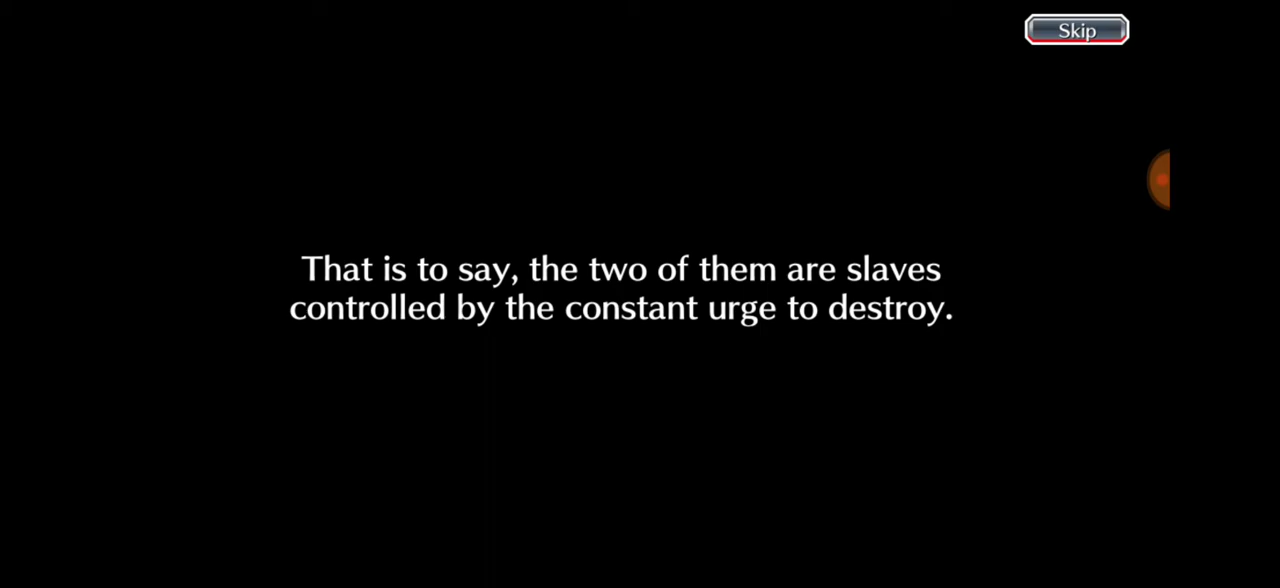 Skip
That is to say, the two of them are slaves
controlled by the constant urge to destroy.